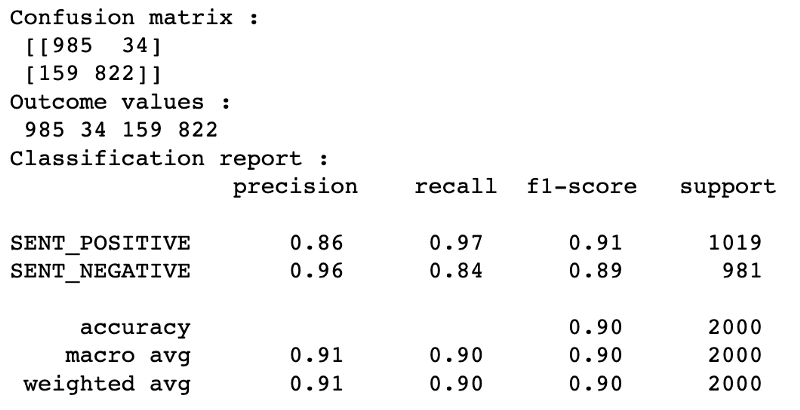 Confusion matrix :
[[985 34]
[159 822]]
Outcome values :
985 34 159 822
Classification report :
precision recall f1-score support
SENT_POSITIVE 0.86 0.97 0.91 1019
SENT_NEGATIVE 0.96 0.84 0.89 981
accuracy 0.90 2000
macro avg 0.91 0.90 0.90 2000
weighted avg 0.91 0.90 0.90 2000